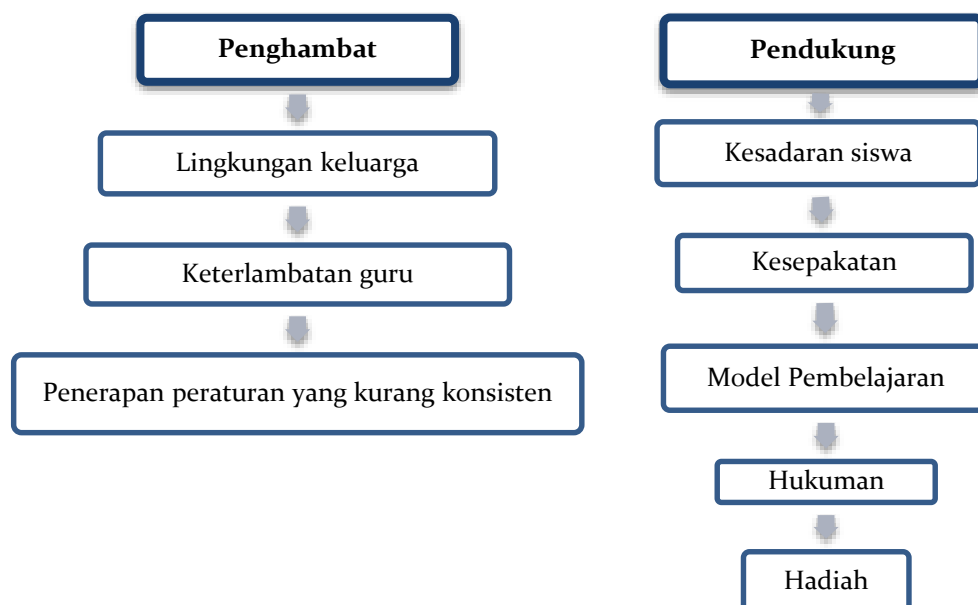 Penghambat
Lingkungan keluarga
Keterlambatan guru
Penerapan peraturan yang kurang konsisten
Pendukung
Kesadaran siswa
Kesepakatan
Model Pembelajaran
Hukuman
Hadiah